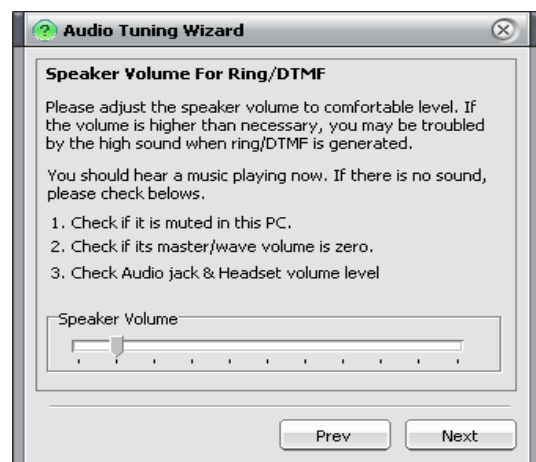 Audio Tuning Wizard
Speaker Volume For Ring/DTMF
Please adjust the speaker volume to comfortable level. If
the volume is higher than necessary, you may be troubled
by the high sound when ring/DTMF is generated.
You should hear a music playing now. If there is no sound,
please check belows.
1. Check if it is muted in this PC.
2. Check if its master/wave volume is zero.
3. Check Audio jack & Headset volume level
Speaker Volume
Prev
Next